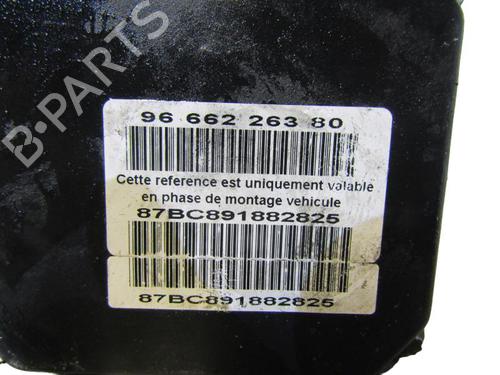 B-PARTS
96 662 263 80
Cette reference est uniquement valable
en phase de montage vehicule
87BC891882825
87BC891882825